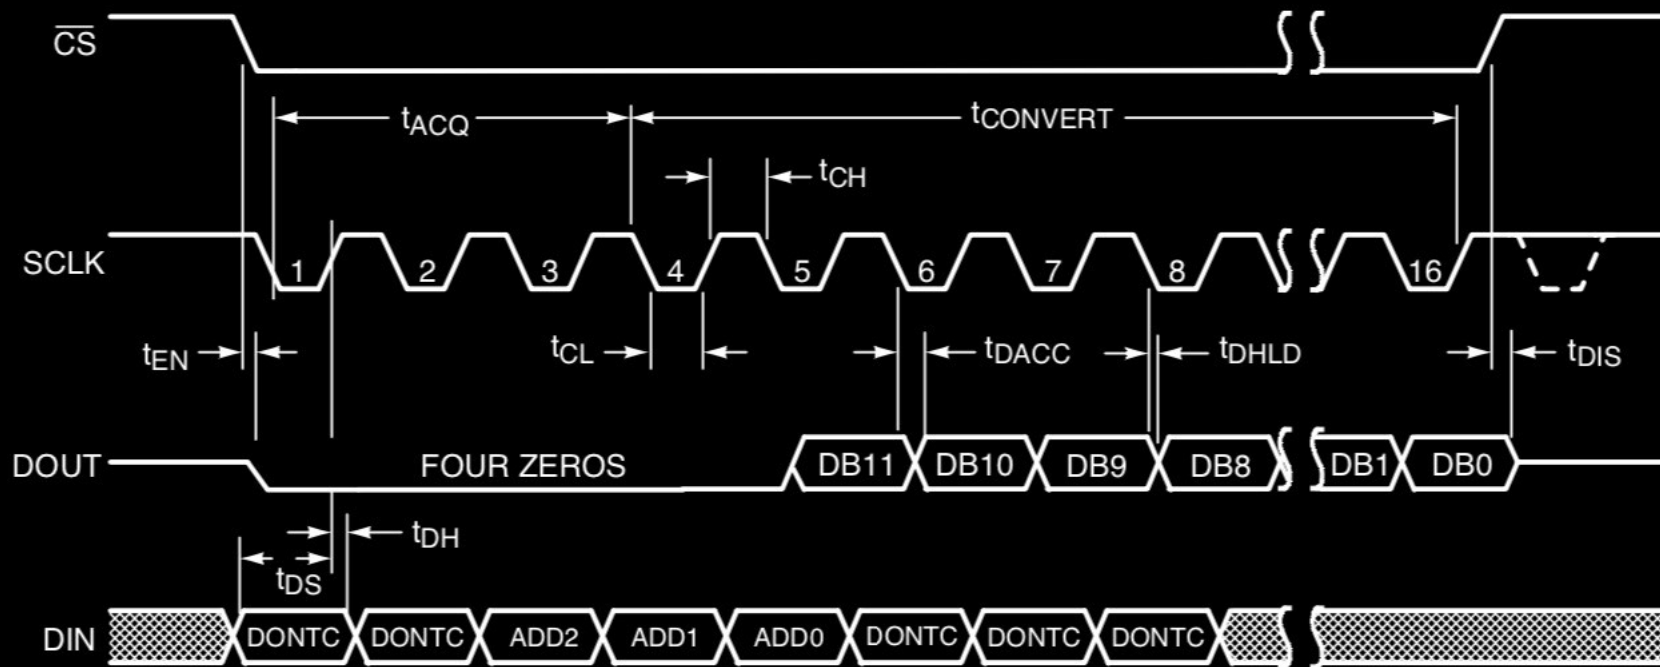 CS
tACQ tCONVERT
tCH
SCLK 1 2 3 4 5 6 7 8 16
tEN tCL tDACC tDHLD tDIS
DOUT FOUR ZEROS DB11 DB10 DB9 DB8 DB1 DB0
tDH
tDS
DIN DONTC DONTC ADD2 ADD1 ADD0 DONTC DONTC DONTC